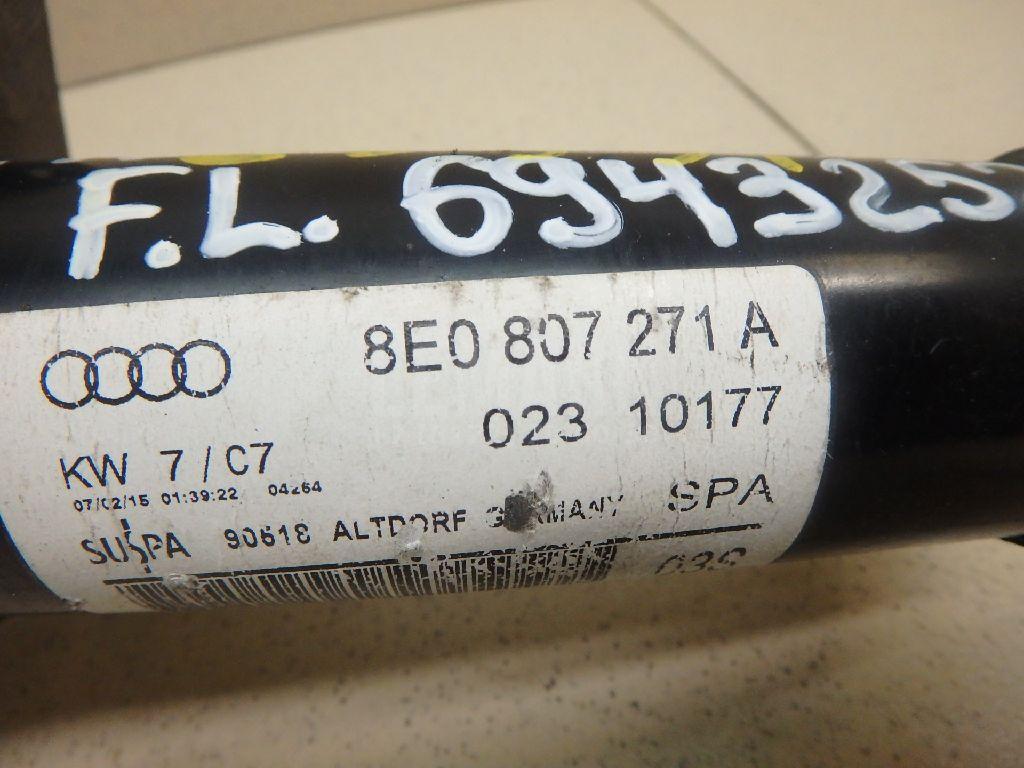 F.L. 694325
8E0 807 271 A
023 10177
KW 7 / C7
07/02/15 01:39:22 04264
SUSPA 90518 ALTDORF GERMANY SPA